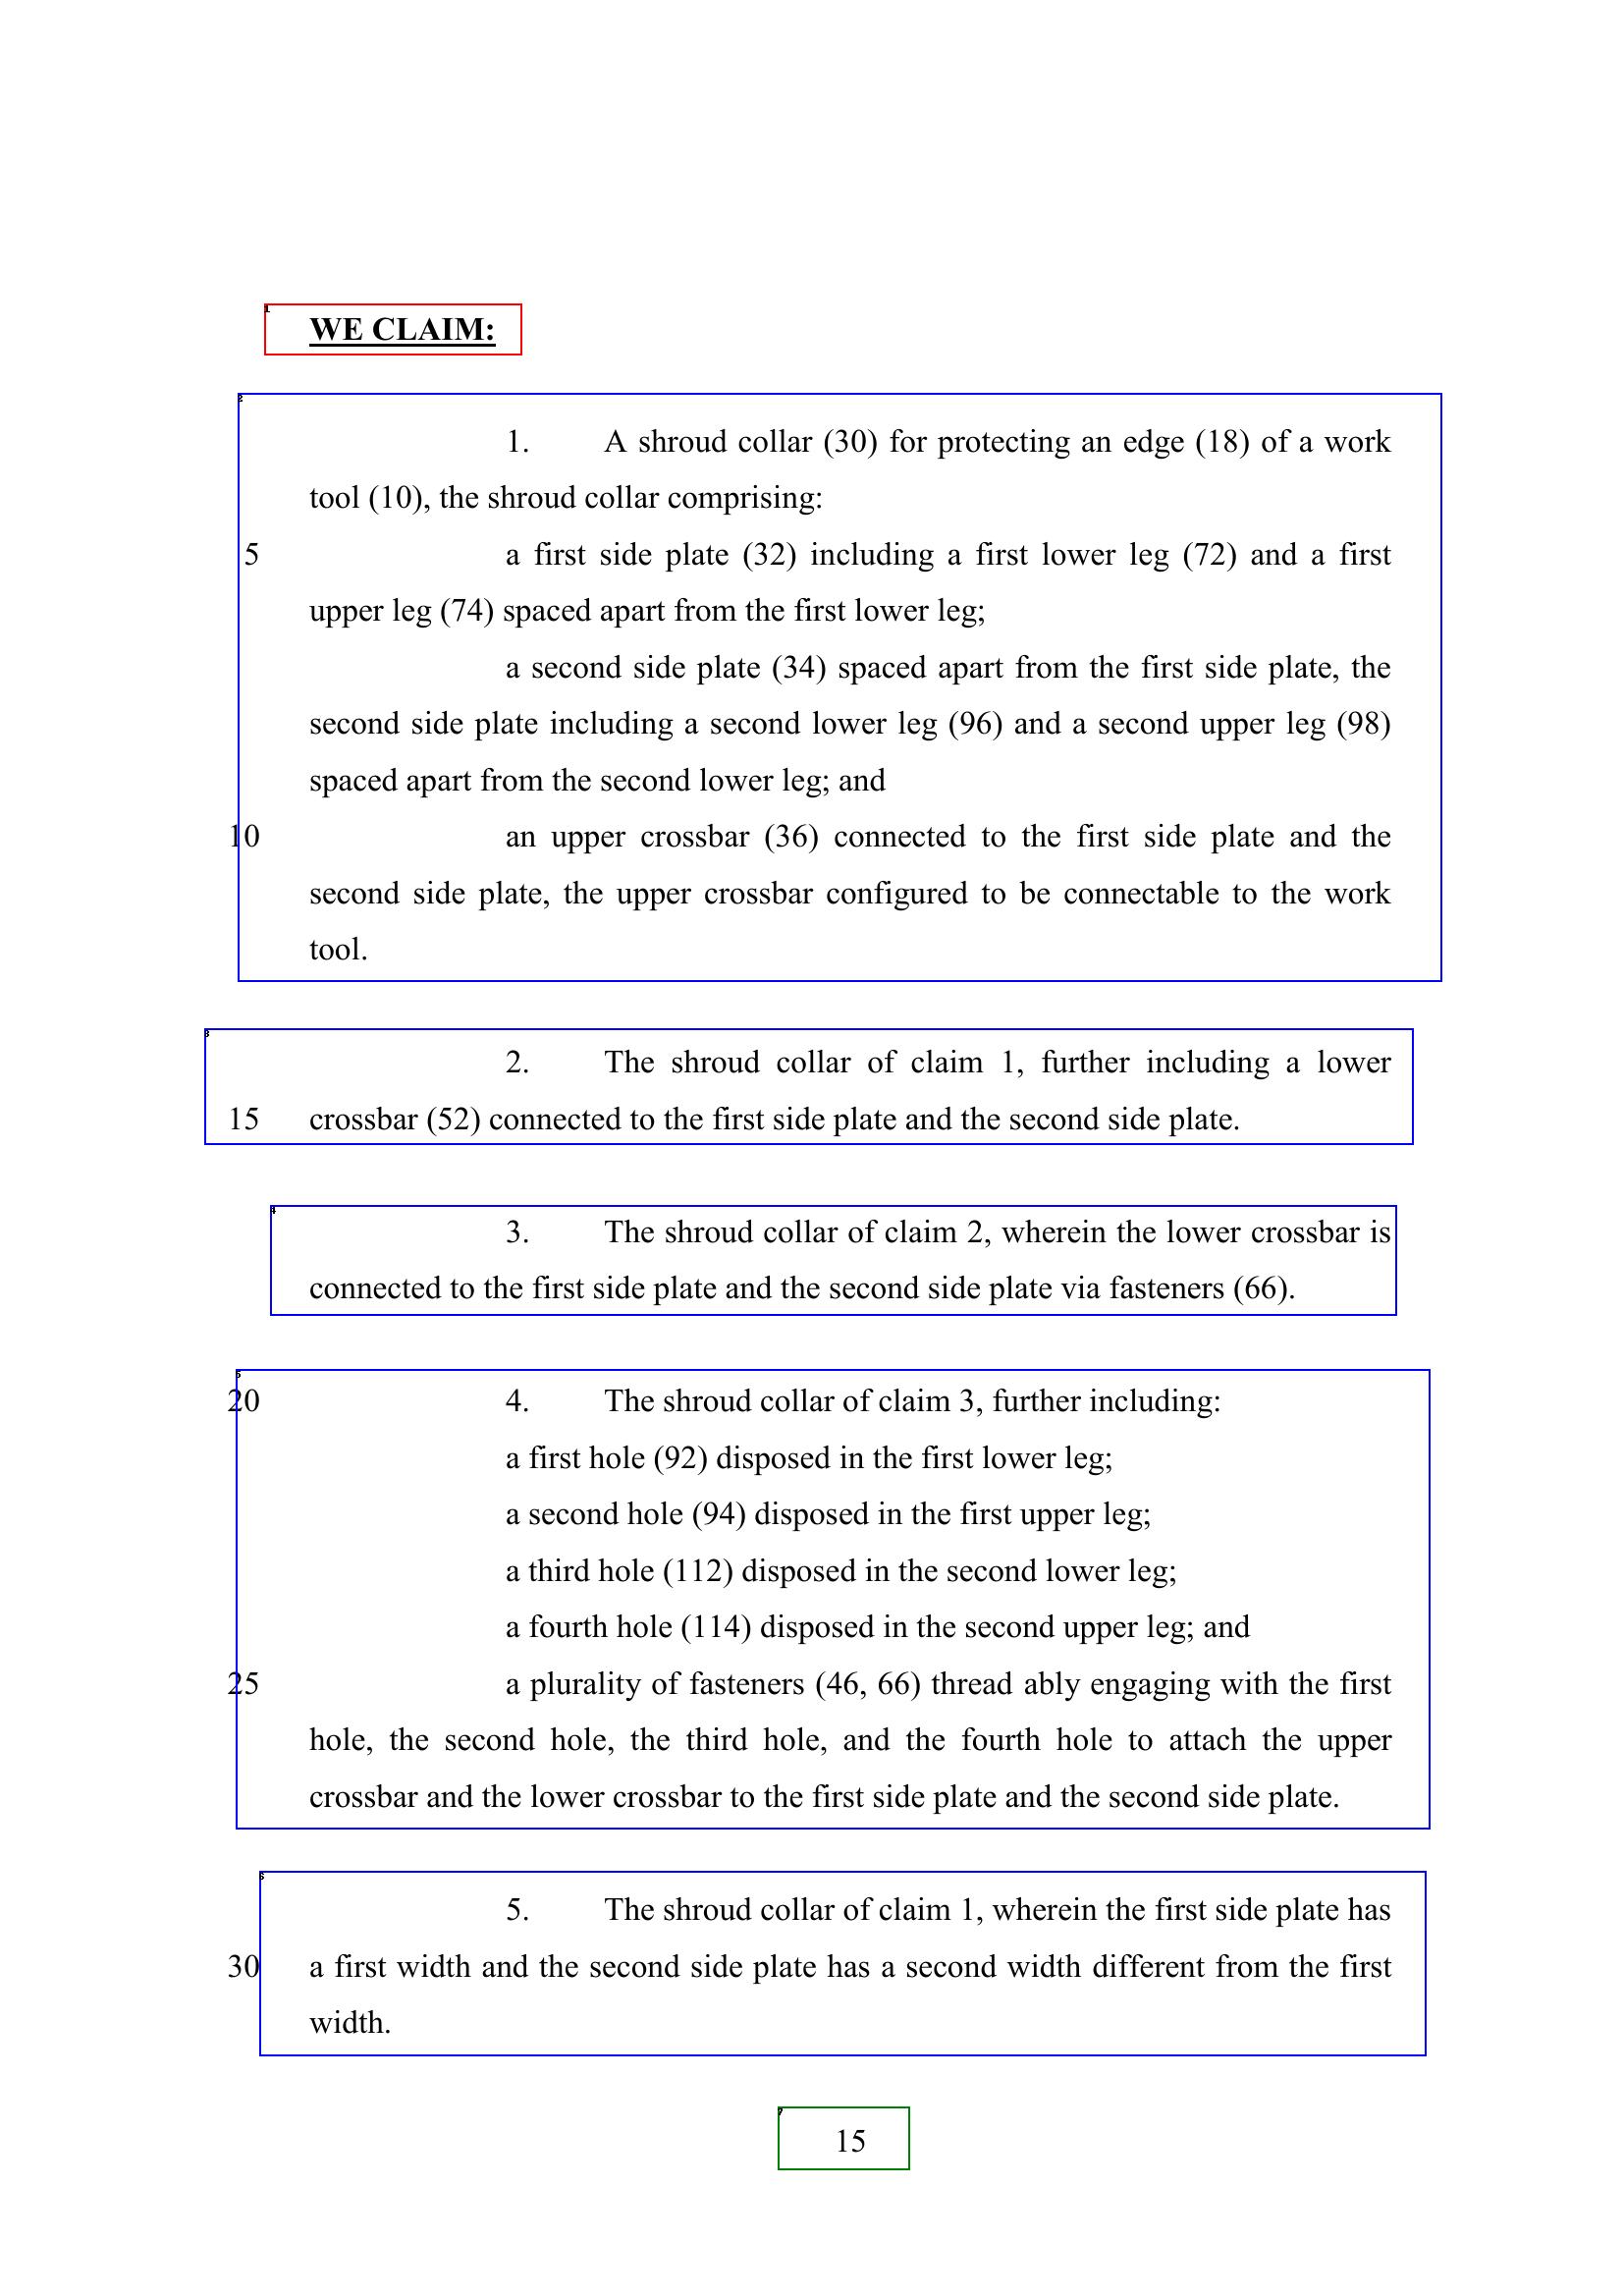 WE CLAIM:
1. A shroud collar (30) for protecting an edge (18) of a work
tool (10), the shroud collar comprising:
5 a first side plate (32) including a first lower leg (72) and a first
upper leg (74) spaced apart from the first lower leg;
a second side plate (34) spaced apart from the first side plate, the
second side plate including a second lower leg (96) and a second upper leg (98)
spaced apart from the second lower leg; and
10 an upper crossbar (36) connected to the first side plate and the
second side plate, the upper crossbar configured to be connectable to the work
tool.
2. The shroud collar of claim 1, further including a lower
15 crossbar (52) connected to the first side plate and the second side plate.
3. The shroud collar of claim 2, wherein the lower crossbar is
connected to the first side plate and the second side plate via fasteners (66).
20 4. The shroud collar of claim 3, further including:
a first hole (92) disposed in the first lower leg;
a second hole (94) disposed in the first upper leg;
a third hole (112) disposed in the second lower leg;
a fourth hole (114) disposed in the second upper leg; and
25 a plurality of fasteners (46, 66) thread ably engaging with the first
hole, the second hole, the third hole, and the fourth hole to attach the upper
crossbar and the lower crossbar to the first side plate and the second side plate.
5. The shroud collar of claim 1, wherein the first side plate has
30 a first width and the second side plate has a second width different from the first
width.
15